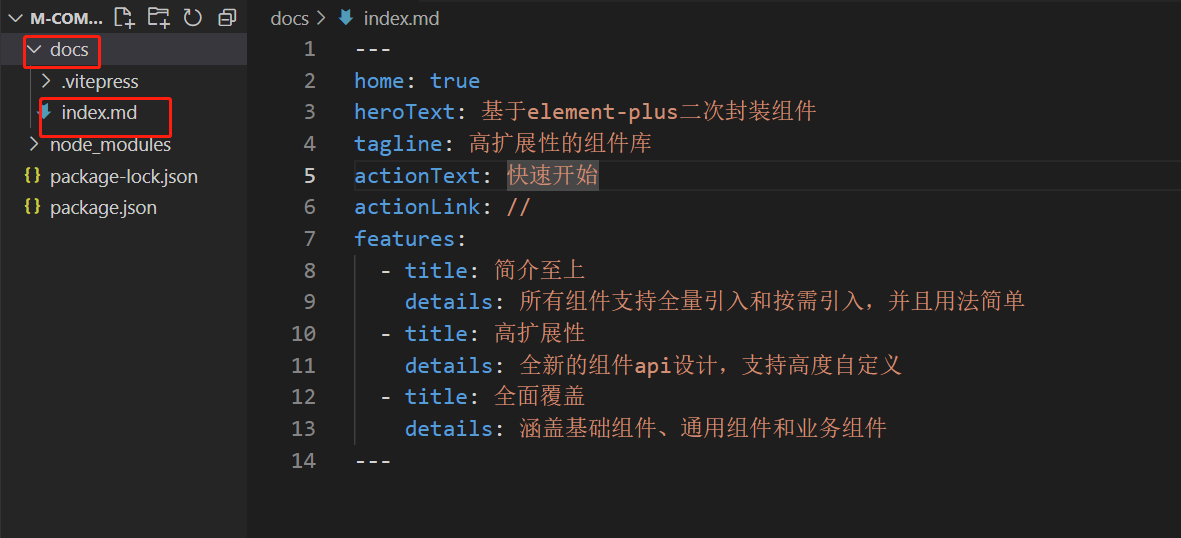 M-COM...
docs
.vitepress
index.md
node_modules
{} package-lock.json
{} package.json
docs > index.md
1 ---
2 home: true
3 heroText: 基于element-plus二次封装组件
4 tagline: 高扩展性的组件库
5 actionText: 快速开始
6 actionLink: //
7 features:
8 - title: 简介至上
9 details: 所有组件支持全量引入和按需引入，并且用法简单
10 - title: 高扩展性
11 details: 全新的组件api设计，支持高度自定义
12 - title: 全面覆盖
13 details: 涵盖基础组件、通用组件和业务组件
14 ---